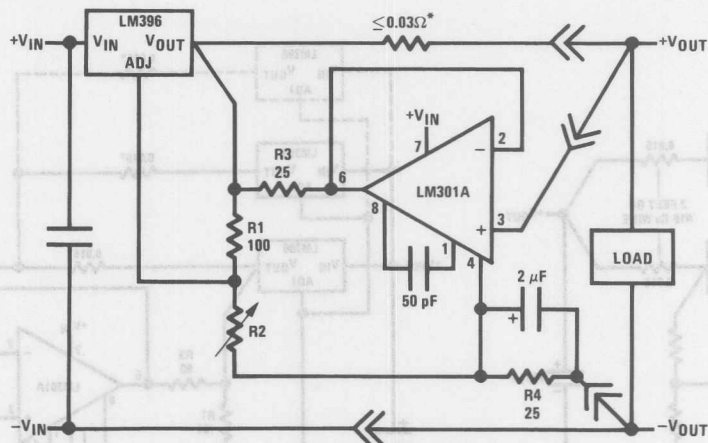 LM396
+VIN
VIN
VOUT
ADJ
≤0.03Ω*
+VOUT
+VIN
7
2
−
R3
25
6
LM301A
8
+
3
R1
100
1
4
50 pF
2 µF
+
LOAD
R2
R4
25
−VIN
−VOUT